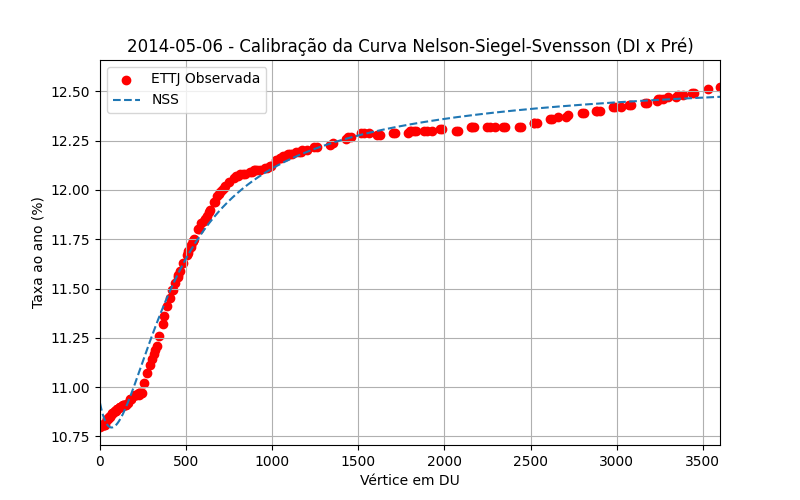 2014-05-06 - Calibração da Curva Nelson-Siegel-Svensson (DI x Pré)
ETTJ Observada
NSS
Taxa ao ano (%)
12.50
12.25
12.00
11.75
11.50
11.25
11.00
10.75
0 500 1000 1500 2000 2500 3000 3500
Vértice em DU